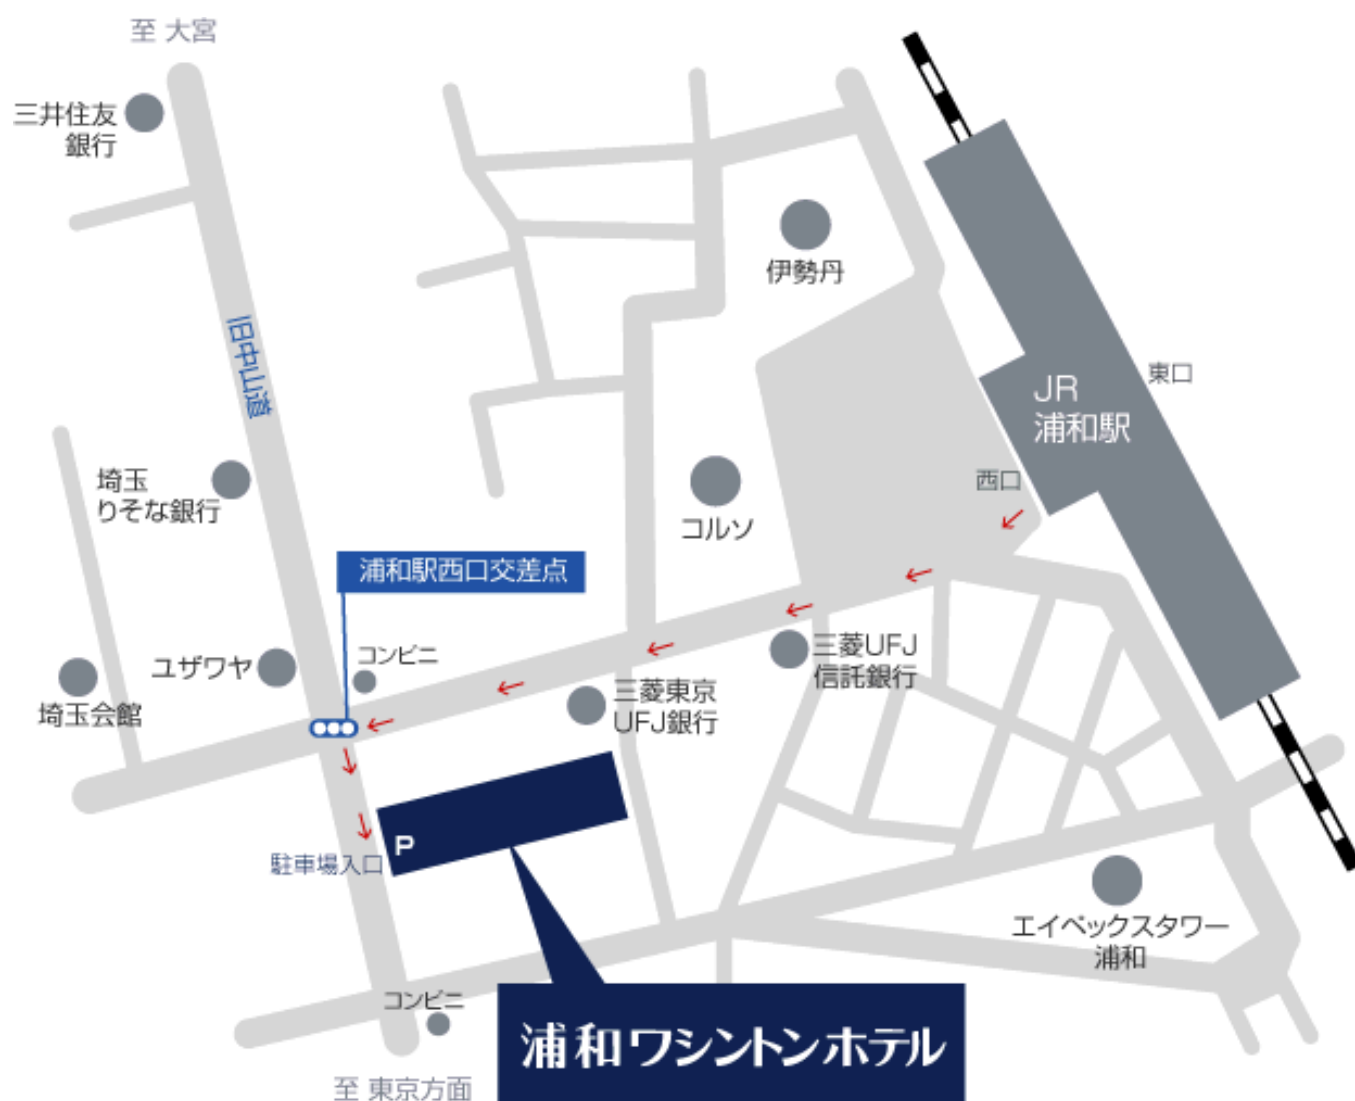 至 大宮
三井住友
銀行
伊勢丹
旧中山道
JR
浦和駅
東口
西口
埼玉
りそな銀行
コルソ
浦和駅西口交差点
ユザワヤ
コンビニ
三菱UFJ
信託銀行
埼玉会館
三菱東京
UFJ銀行
P
駐車場入口
エイペックスタワー
浦和
コンビニ
浦和ワシントンホテル
至 東京方面